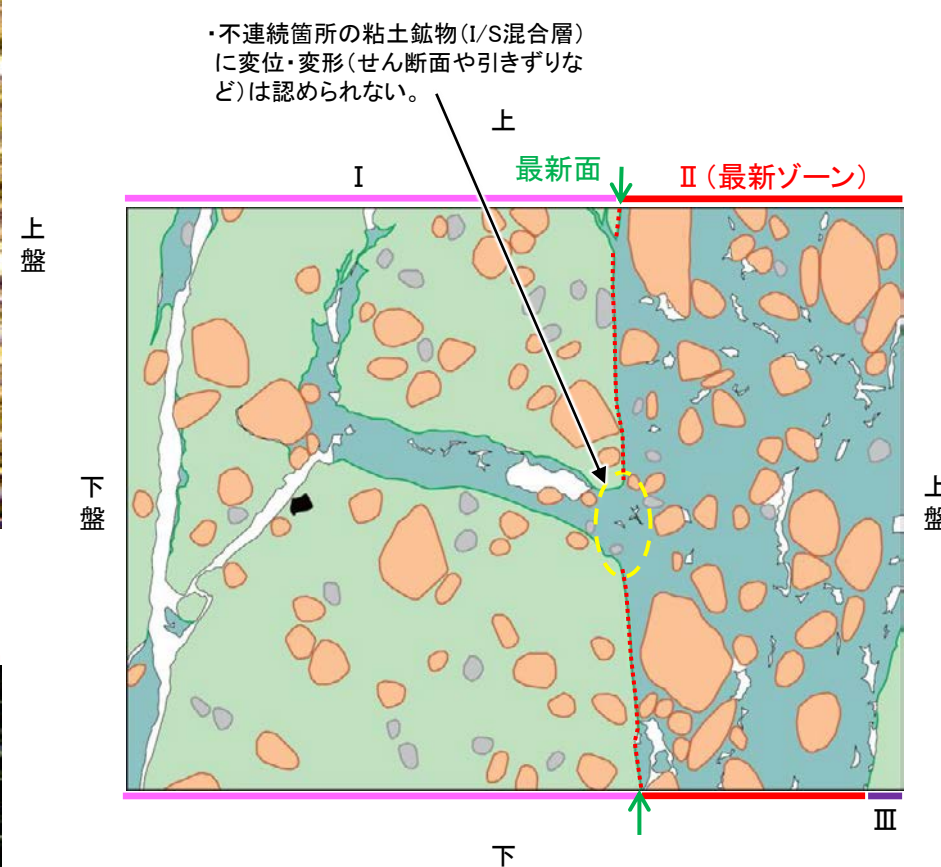 ・不連続箇所の粘土鉱物(I/S混合層)
に変位・変形(せん断面や引きずりな
ど)は認められない。
上
Ⅰ
最新面
Ⅱ(最新ゾーン)
上
盤
下
盤
上
盤
Ⅲ
下